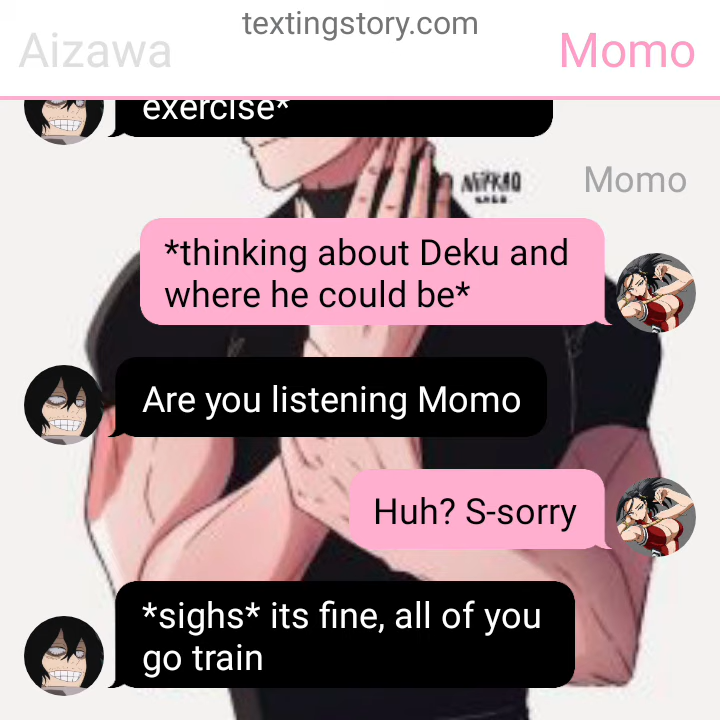 textingstory.com
Aizawa
Momo
exercise*
Momo
*thinking about Deku and
where he could be*
Are you listening Momo
Huh? S-sorry
*sighs* its fine, all of you
go train